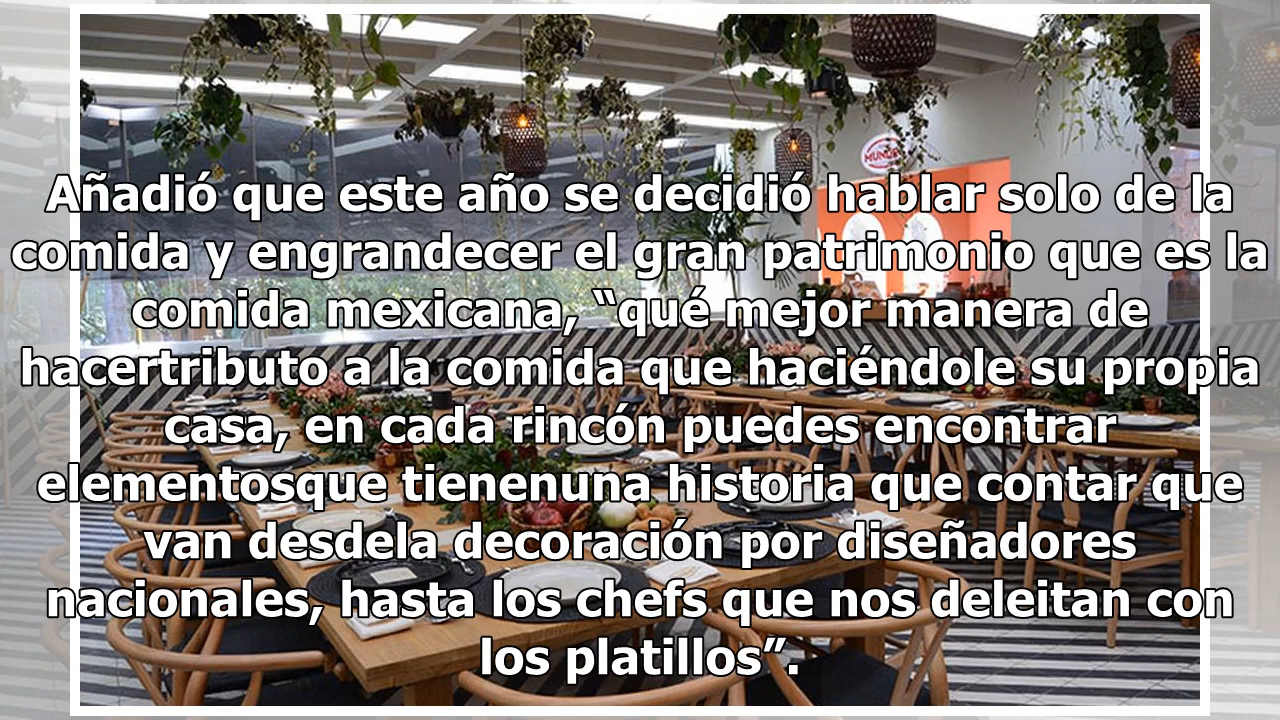 MUNDET
Añadió que este año se decidió hablar solo de la
comida y engrandecer el gran patrimonio que es la
comida mexicana, “qué mejor manera de
hacertributo a la comida que haciéndole su propia
casa, en cada rincón puedes encontrar
elementosque tienenuna historia que contar que
van desdela decoración por diseñadores
nacionales, hasta los chefs que nos deleitan con
los platillos”.